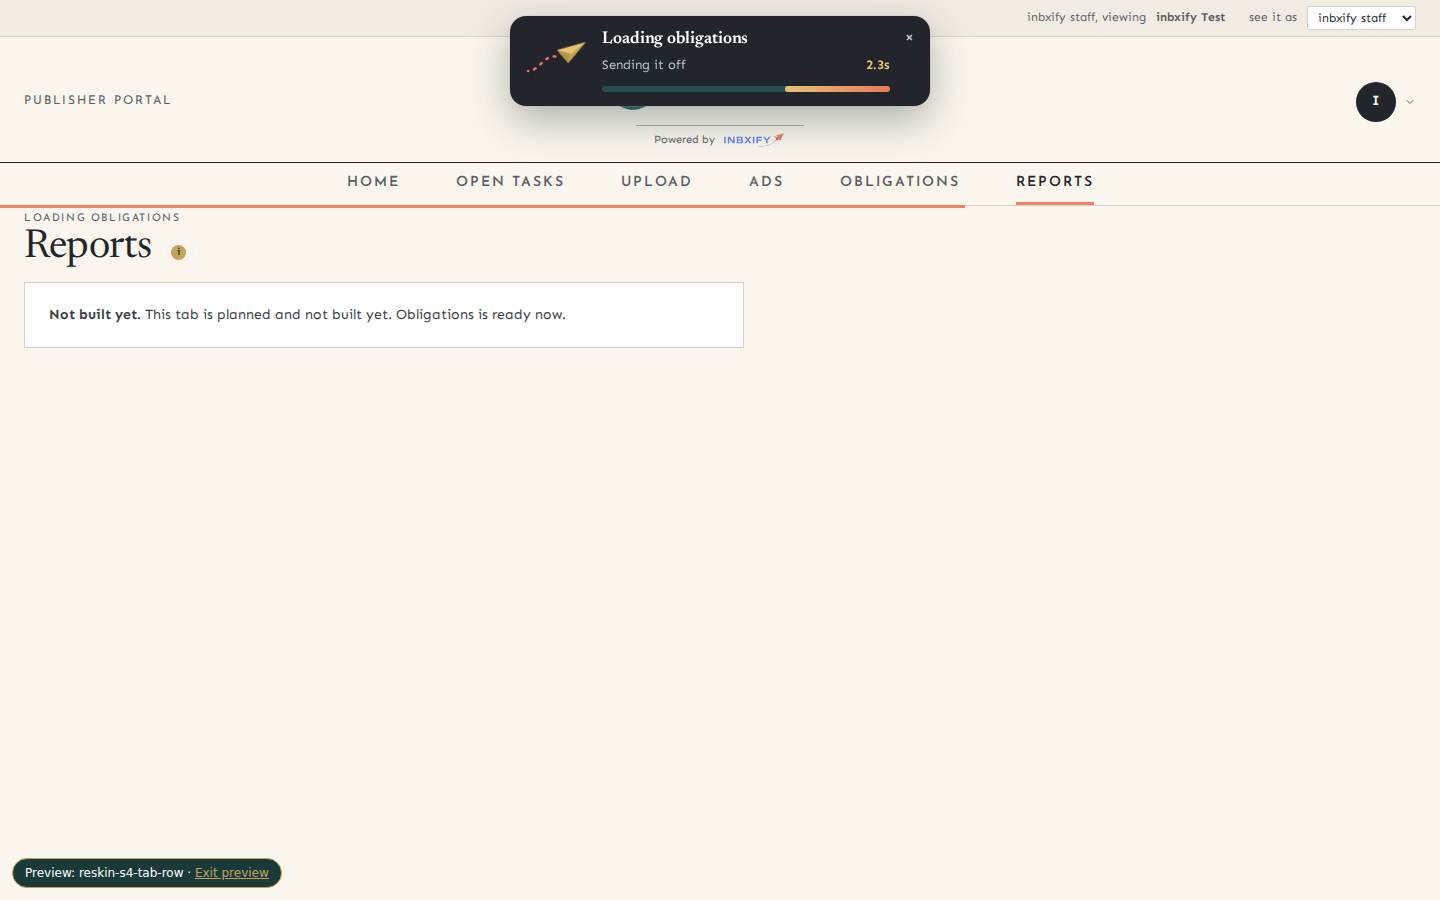 inbxify staff, viewing inbxify Test see it as inbxify staff
Loading obligations ×
Sending it off 2.3s
PUBLISHER PORTAL
I
Powered by INBXIFY
HOME OPEN TASKS UPLOAD ADS OBLIGATIONS REPORTS
LOADING OBLIGATIONS
Reports i
Not built yet. This tab is planned and not built yet. Obligations is ready now.
Preview: reskin-s4-tab-row · Exit preview